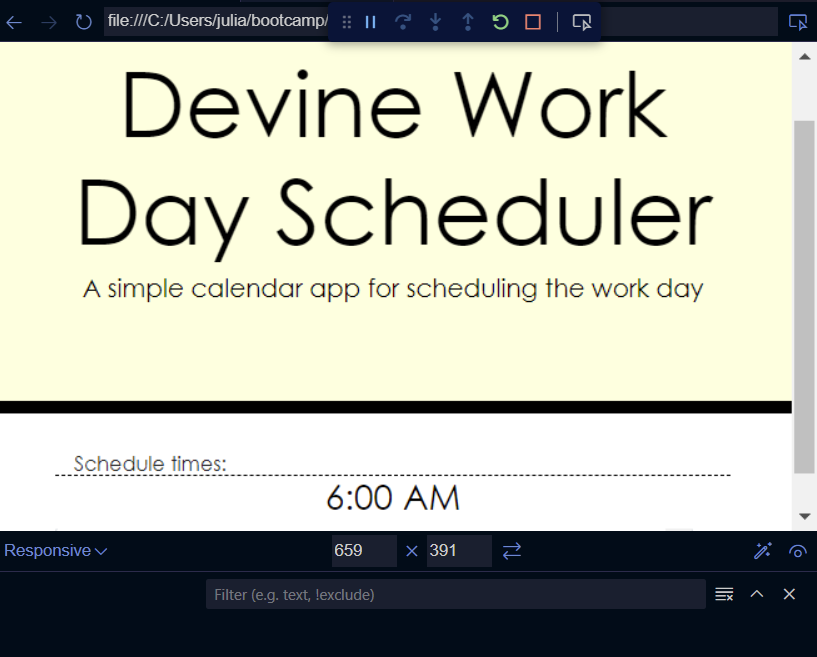 file:///C:/Users/julia/bootcamp/
Devine Work
Day Scheduler
A simple calendar app for scheduling the work day
Schedule times:
6:00 AM
Responsive
659 × 391
Filter (e.g. text, !exclude)